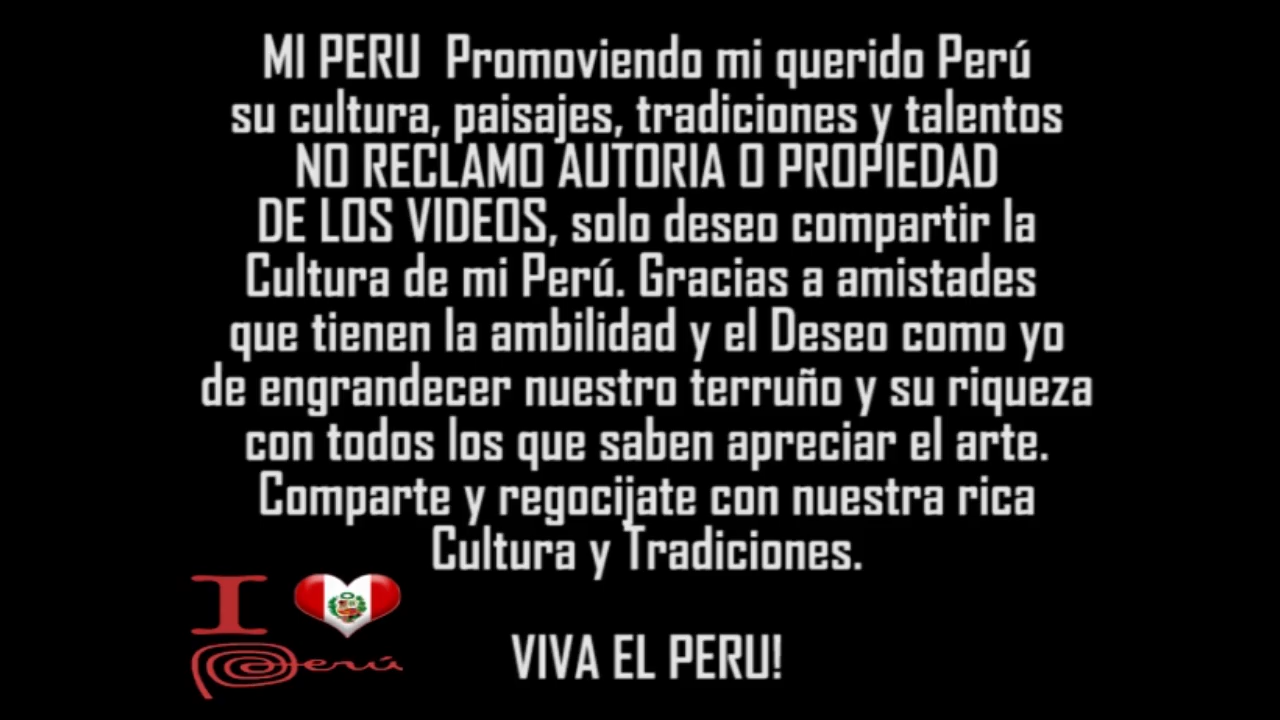 MI PERU  Promoviendo mi querido Perú
su cultura, paisajes, tradiciones y talentos
NO RECLAMO AUTORIA O PROPIEDAD
DE LOS VIDEOS, solo deseo compartir la
Cultura de mi Perú. Gracias a amistades
que tienen la ambilidad y el Deseo como yo
de engrandecer nuestro terruño y su riqueza
con todos los que saben apreciar el arte.
Comparte y regocijate con nuestra rica
Cultura y Tradiciones.
I
Perú
VIVA EL PERU!